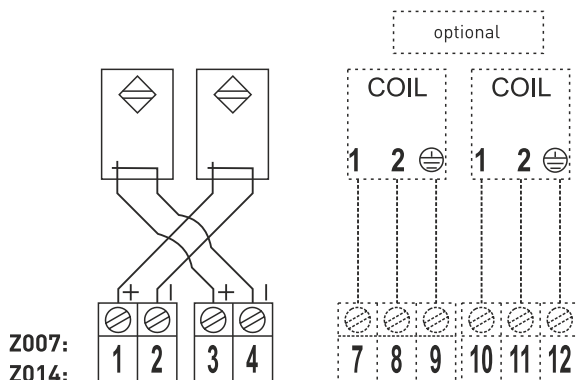 optional
COIL COIL
1 2 1 2
+ − + −
Z007: 1 2 3 4 7 8 9 10 11 12
Z014: